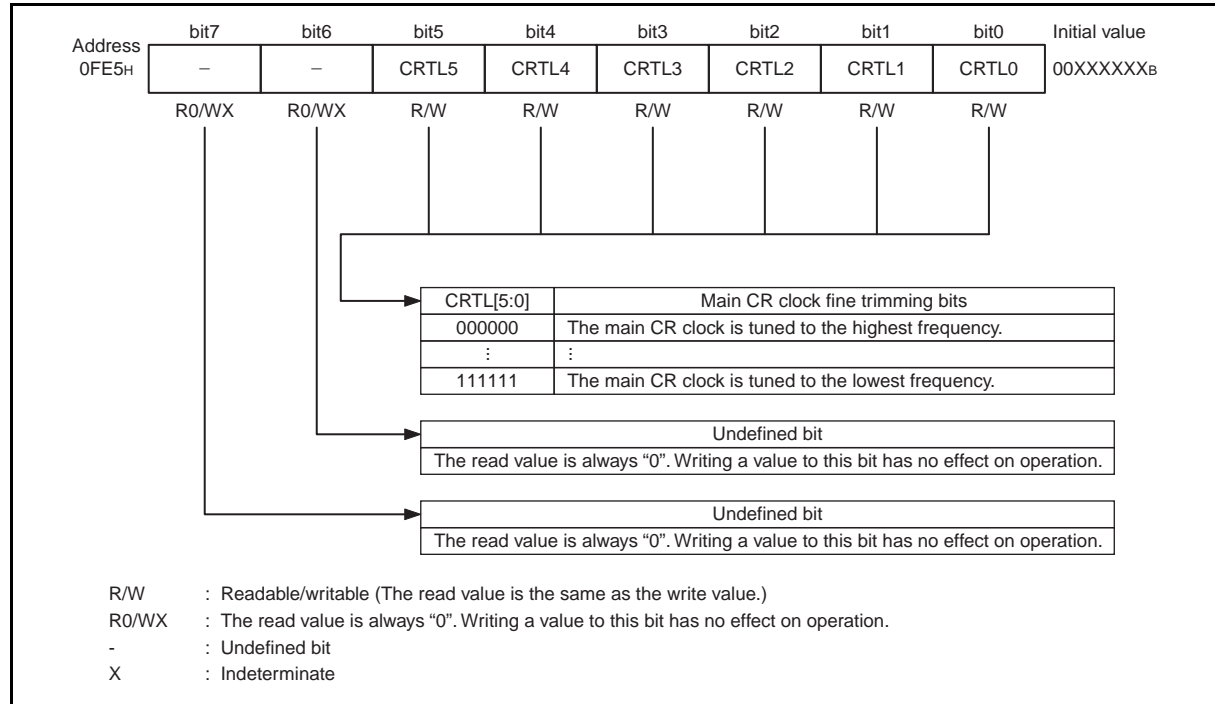 bit7 bit6 bit5 bit4 bit3 bit2 bit1 bit0 Initial value
Address
0FE5H – – CRTL5 CRTL4 CRTL3 CRTL2 CRTL1 CRTL0 00XXXXXXB
R0/WX R0/WX R/W R/W R/W R/W R/W R/W
CRTL[5:0] Main CR clock fine trimming bits
000000 The main CR clock is tuned to the highest frequency.
⋮ ⋮
111111 The main CR clock is tuned to the lowest frequency.
Undefined bit
The read value is always “0”. Writing a value to this bit has no effect on operation.
Undefined bit
The read value is always “0”. Writing a value to this bit has no effect on operation.
R/W : Readable/writable (The read value is the same as the write value.)
R0/WX : The read value is always “0”. Writing a value to this bit has no effect on operation.
- : Undefined bit
X : Indeterminate